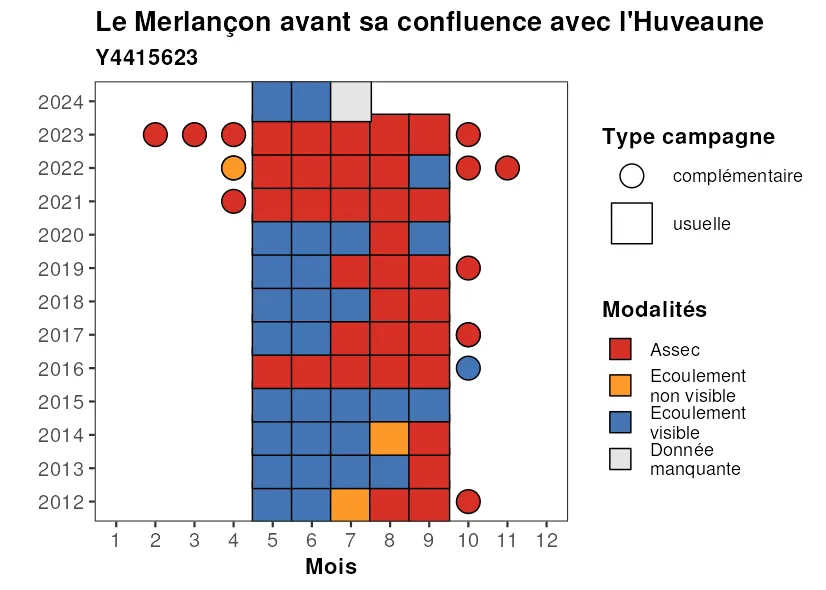 Le Merlançon avant sa confluence avec l'Huveaune
Y4415623
2024
2023
2022
2021
2020
2019
2018
2017
2016
2015
2014
2013
2012
1 2 3 4 5 6 7 8 9 10 11 12
Mois
Type campagne
complémentaire
usuelle
Modalités
Assec
Ecoulement
non visible
Ecoulement
visible
Donnée
manquante